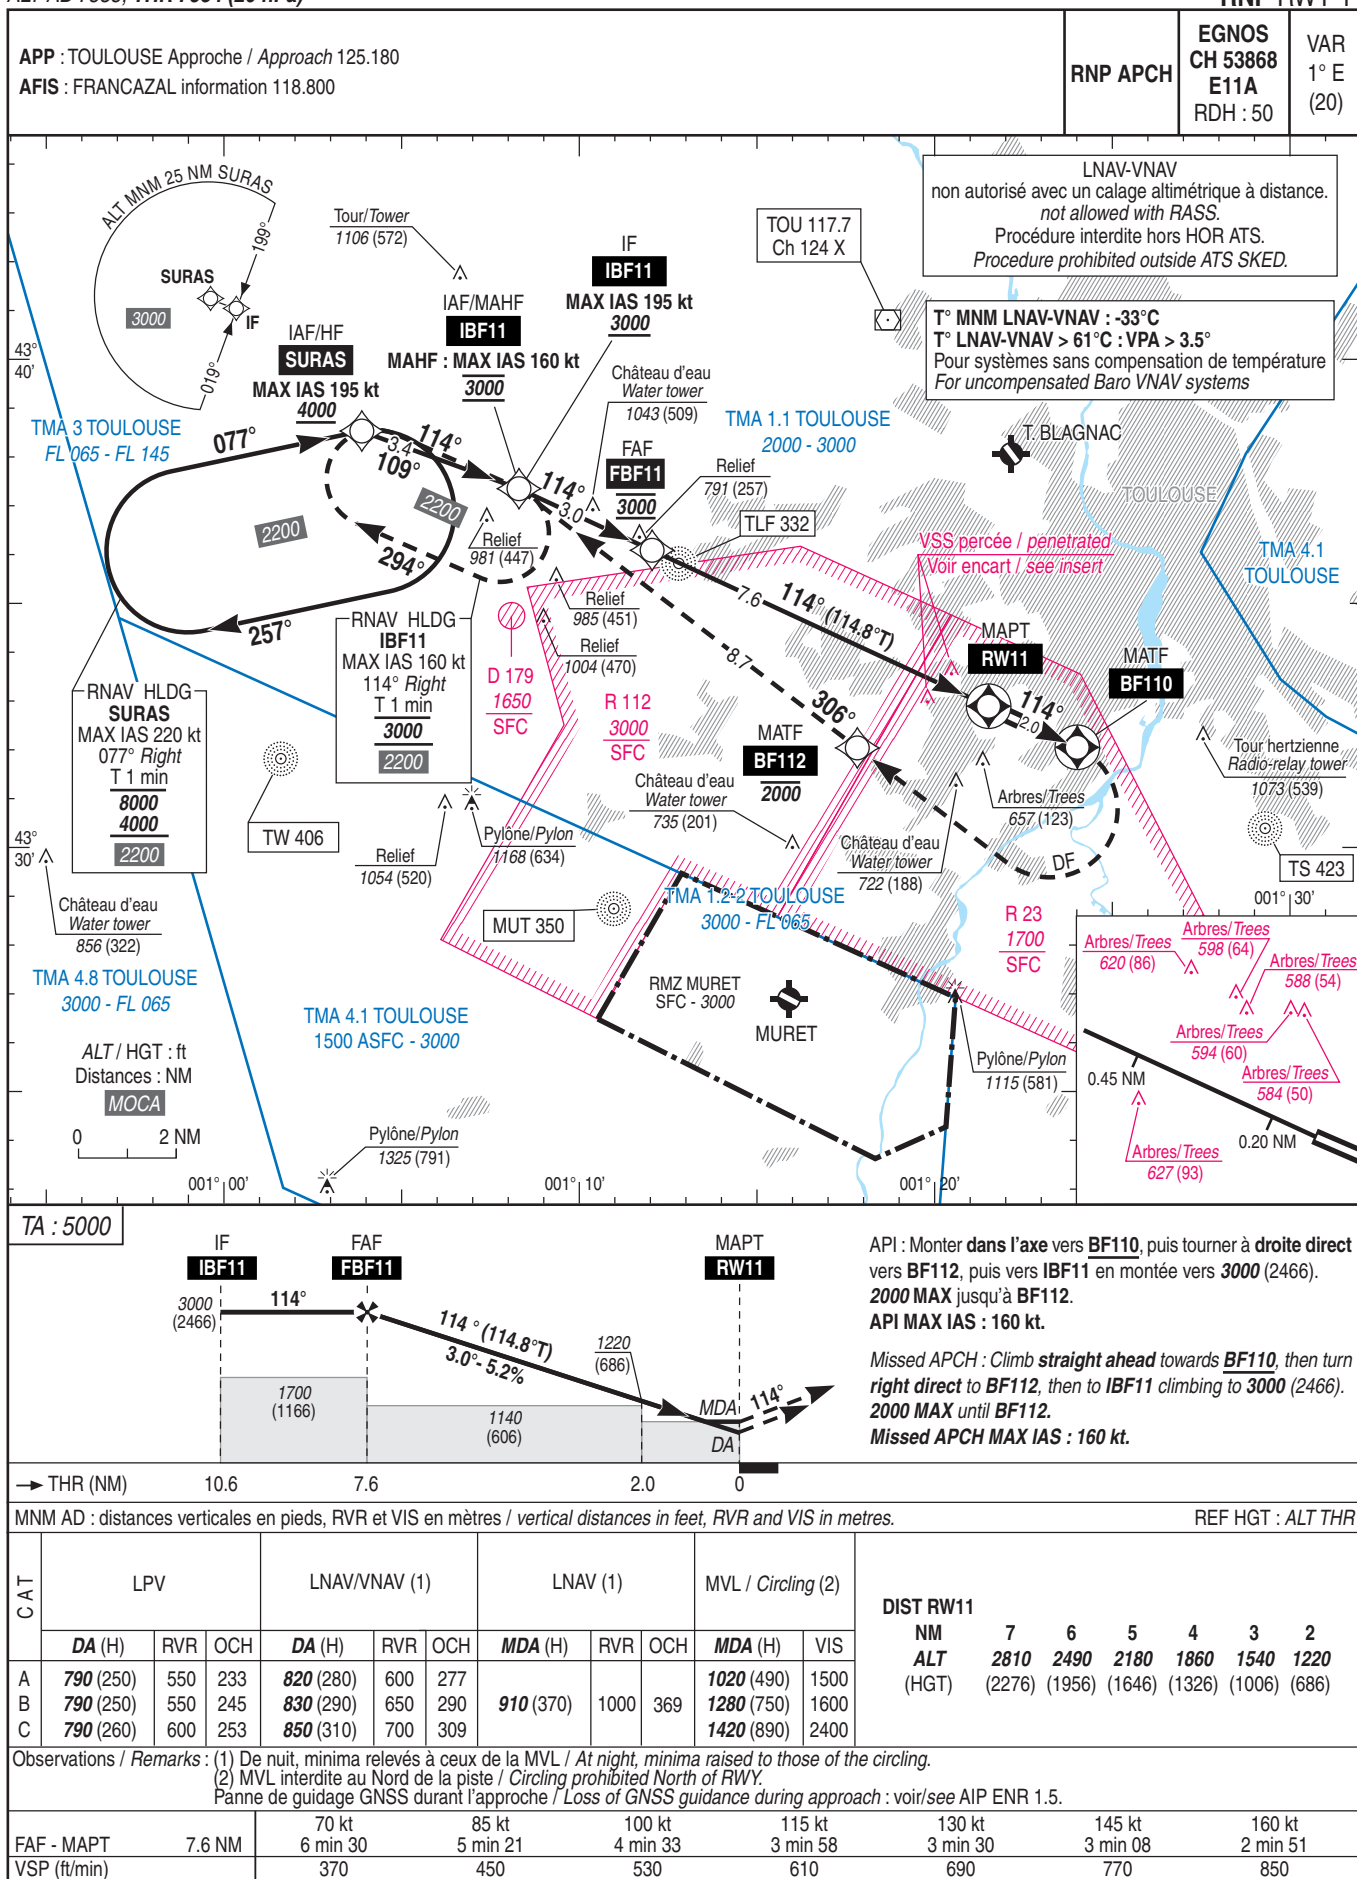 APP : TOULOUSE Approche / Approach 125.180
AFIS : FRANCAZAL information 118.800
RNP APCH
EGNOS
CH 53868
E11A
RDH : 50
VAR
1° E
(20)
ALT MNM 25 NM SURAS
199°
SURAS
IF
3000
019°
Tour/Tower
1106 (572)
IAF/HF
SURAS
MAX IAS 195 kt
4000
IAF/MAHF
IBF11
MAHF : MAX IAS 160 kt
3000
IF
IBF11
MAX IAS 195 kt
3000
TOU 117.7
Ch 124 X
LNAV-VNAV
non autorisé avec un calage altimétrique à distance.
not allowed with RASS.
Procédure interdite hors HOR ATS.
Procedure prohibited outside ATS SKED.
T° MNM LNAV-VNAV : -33°C
T° LNAV-VNAV > 61°C : VPA > 3.5°
Pour systèmes sans compensation de température
For uncompensated Baro VNAV systems
43°
40'
Château d'eau
Water tower
1043 (509)
TMA 3 TOULOUSE
FL 065 - FL 145
TMA 1.1 TOULOUSE
2000 - 3000
T. BLAGNAC
TOULOUSE
077°
3.4
114°
109°
114°
3.0
FAF
FBF11
3000
Relief
791 (257)
TLF 332
2200
2200
Relief
981 (447)
294°
257°
VSS percée / penetrated
Voir encart / see insert
TMA 4.1
TOULOUSE
Relief
985 (451)
Relief
1004 (470)
7.6
114° (114.8°T)
8.7
306°
MAPT
RW11
114°
2.0
MATF
BF110
RNAV HLDG
IBF11
MAX IAS 160 kt
114° Right
T 1 min
3000
2200
RNAV HLDG
SURAS
MAX IAS 220 kt
077° Right
T 1 min
8000
4000
2200
D 179
1650
SFC
R 112
3000
SFC
MATF
BF112
2000
Tour hertzienne
Radio-relay tower
1073 (539)
TW 406
Château d'eau
Water tower
735 (201)
Arbres/Trees
657 (123)
Pylône/Pylon
1168 (634)
Relief
1054 (520)
Château d'eau
Water tower
722 (188)
DF
TS 423
43°
30'
Château d'eau
Water tower
856 (322)
MUT 350
TMA 1.2-2 TOULOUSE
3000 - FL 065
R 23
1700
SFC
001° 30'
TMA 4.8 TOULOUSE
3000 - FL 065
TMA 4.1 TOULOUSE
1500 ASFC - 3000
RMZ MURET
SFC - 3000
MURET
Pylône/Pylon
1115 (581)
Arbres/Trees
620 (86)
Arbres/Trees
598 (64)
Arbres/Trees
588 (54)
Arbres/Trees
594 (60)
Arbres/Trees
584 (50)
0.45 NM
0.20 NM
Arbres/Trees
627 (93)
ALT / HGT : ft
Distances : NM
MOCA
0 2 NM
Pylône/Pylon
1325 (791)
001° 00'
001° 10'
001° 20'
TA : 5000
IF
IBF11
FAF
FBF11
MAPT
RW11
3000
(2466)
114°
114 ° (114.8°T)
3.0°- 5.2%
1220
(686)
1700
(1166)
1140
(606)
MDA
DA
114°
THR (NM) 10.6 7.6 2.0 0
API : Monter dans l'axe vers BF110, puis tourner à droite direct
vers BF112, puis vers IBF11 en montée vers 3000 (2466).
2000 MAX jusqu'à BF112.
API MAX IAS : 160 kt.
Missed APCH : Climb straight ahead towards BF110, then turn
right direct to BF112, then to IBF11 climbing to 3000 (2466).
2000 MAX until BF112.
Missed APCH MAX IAS : 160 kt.
MNM AD : distances verticales en pieds, RVR et VIS en mètres / vertical distances in feet, RVR and VIS in metres. REF HGT : ALT THR
CAT LPV LNAV/VNAV (1) LNAV (1) MVL / Circling (2)
DA (H) RVR OCH DA (H) RVR OCH MDA (H) RVR OCH MDA (H) VIS
A 790 (250) 550 233 820 (280) 600 277 1020 (490) 1500
B 790 (250) 550 245 830 (290) 650 290 910 (370) 1000 369 1280 (750) 1600
C 790 (260) 600 253 850 (310) 700 309 1420 (890) 2400
DIST RW11
NM 7 6 5 4 3 2
ALT 2810 2490 2180 1860 1540 1220
(HGT) (2276) (1956) (1646) (1326) (1006) (686)
Observations / Remarks : (1) De nuit, minima relevés à ceux de la MVL / At night, minima raised to those of the circling.
(2) MVL interdite au Nord de la piste / Circling prohibited North of RWY.
Panne de guidage GNSS durant l'approche / Loss of GNSS guidance during approach : voir/see AIP ENR 1.5.
70 kt 85 kt 100 kt 115 kt 130 kt 145 kt 160 kt
FAF - MAPT 7.6 NM 6 min 30 5 min 21 4 min 33 3 min 58 3 min 30 3 min 08 2 min 51
VSP (ft/min) 370 450 530 610 690 770 850